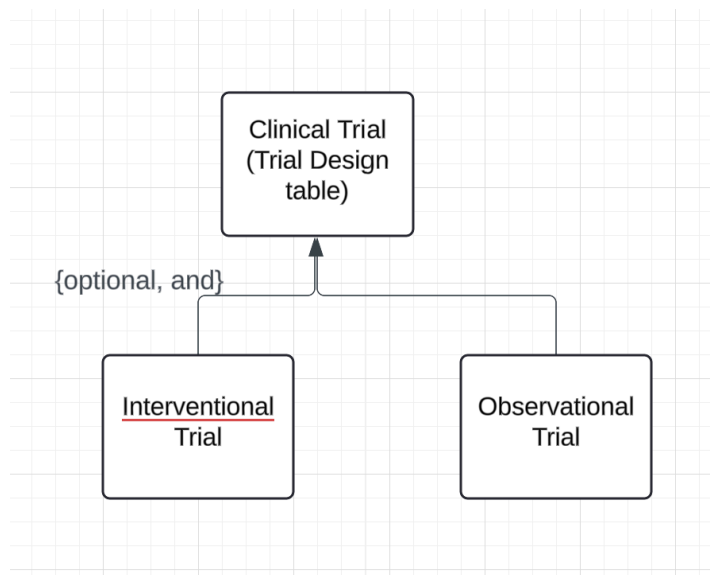 Clinical Trial
(Trial Design
table)
{optional, and}
Interventional
Trial
Observational
Trial